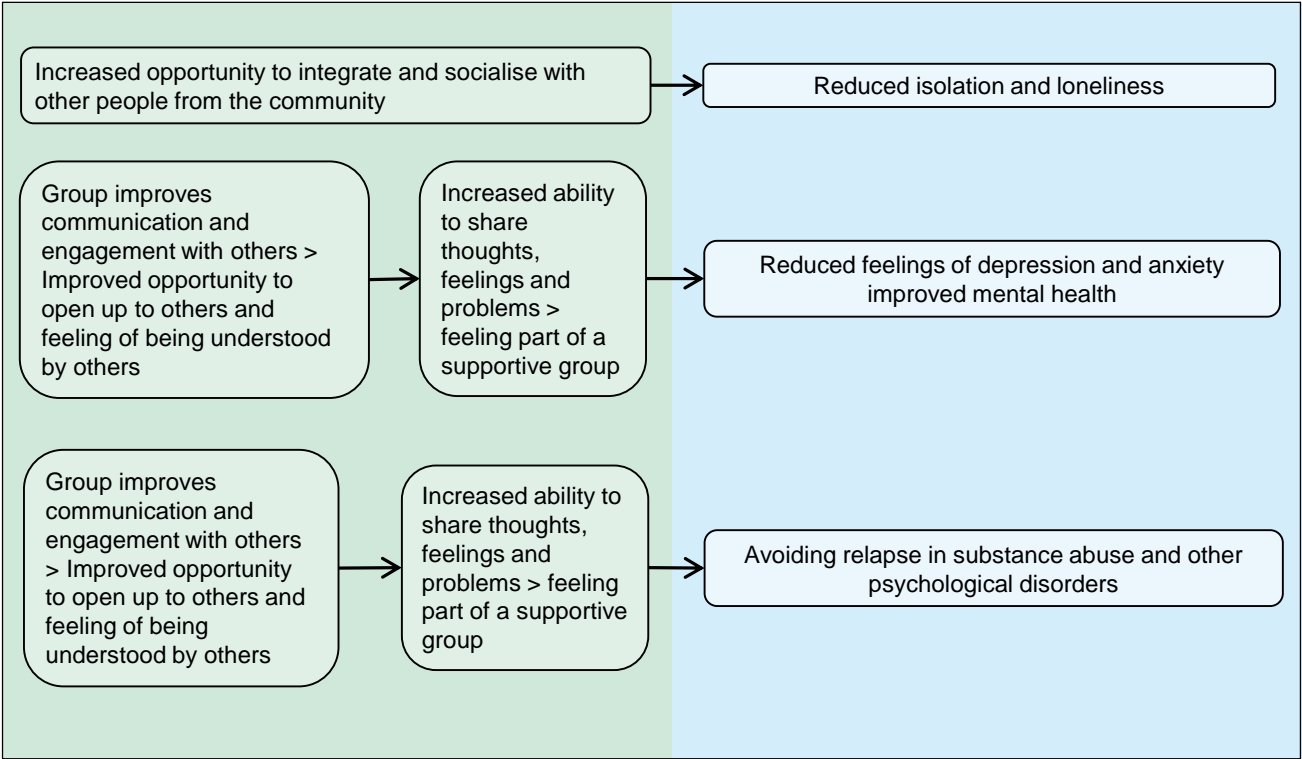 Increased opportunity to integrate and socialise with
other people from the community
Reduced isolation and loneliness
Group improves
communication and
engagement with others >
Improved opportunity to
open up to others and
feeling of being understood
by others
Increased ability
to share
thoughts,
feelings and
problems >
feeling part of a
supportive group
Reduced feelings of depression and anxiety
improved mental health
Group improves
communication and
engagement with others
> Improved opportunity
to open up to others and
feeling of being
understood by others
Increased ability to
share thoughts,
feelings and
problems > feeling
part of a supportive
group
Avoiding relapse in substance abuse and other
psychological disorders